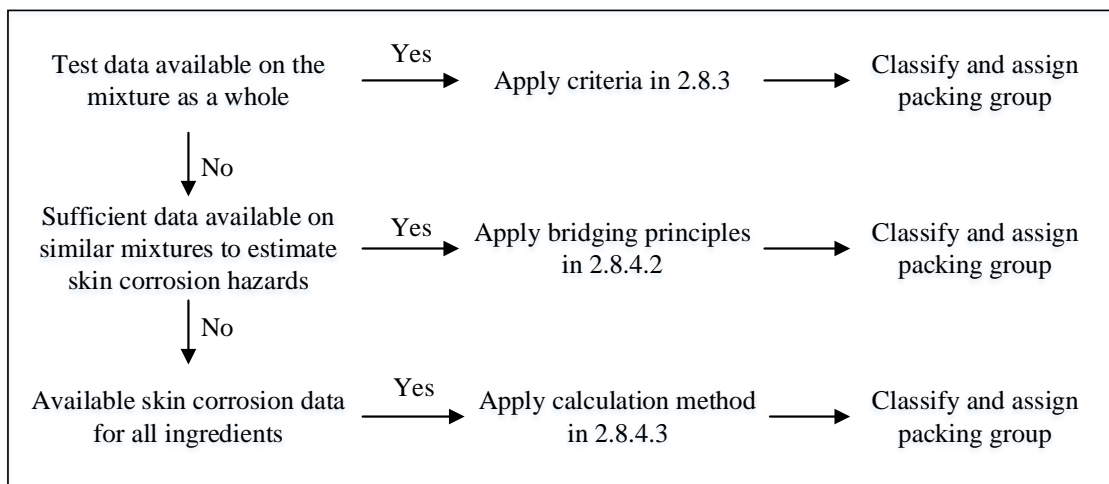 Test data available on the
mixture as a whole
Yes
Apply criteria in 2.8.3
Classify and assign
packing group
No
Sufficient data available on
similar mixtures to estimate
skin corrosion hazards
Yes
Apply bridging principles
in 2.8.4.2
Classify and assign
packing group
No
Available skin corrosion data
for all ingredients
Yes
Apply calculation method
in 2.8.4.3
Classify and assign
packing group